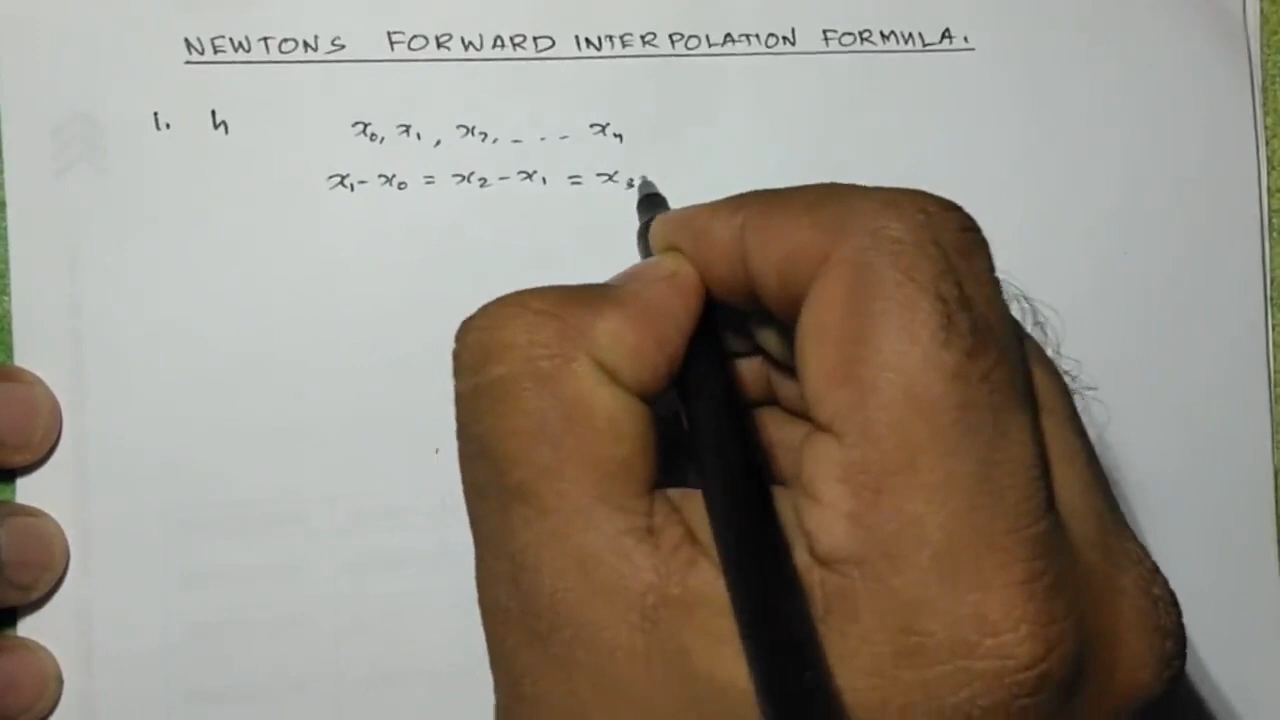 NEWTONS FORWARD INTERPOLATION FORMULA.
1. h x₀, x₁, x₂, - . . - xₙ
x₁ - x₀ = x₂ - x₁ = x₃